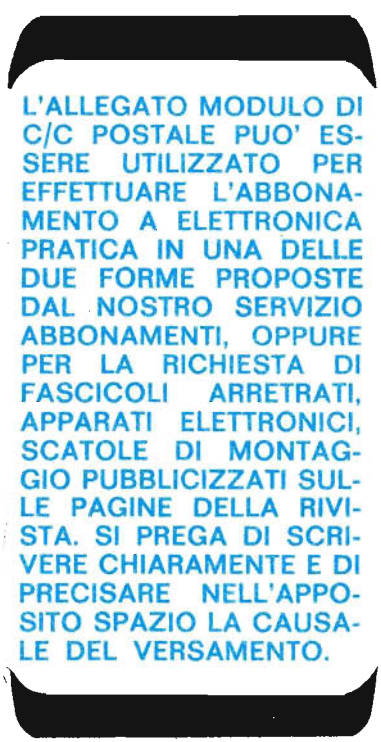 L'ALLEGATO MODULO DI
C/C POSTALE PUO' ES-
SERE UTILIZZATO PER
EFFETTUARE L'ABBONA-
MENTO A ELETTRONICA
PRATICA IN UNA DELLE
DUE FORME PROPOSTE
DAL NOSTRO SERVIZIO
ABBONAMENTI, OPPURE
PER LA RICHIESTA DI
FASCICOLI ARRETRATI,
APPARATI ELETTRONICI,
SCATOLE DI MONTAG-
GIO PUBBLICIZZATI SUL-
LE PAGINE DELLA RIVI-
STA. SI PREGA DI SCRI-
VERE CHIARAMENTE E DI
PRECISARE NELL'APPO-
SITO SPAZIO LA CAUSA-
LE DEL VERSAMENTO.